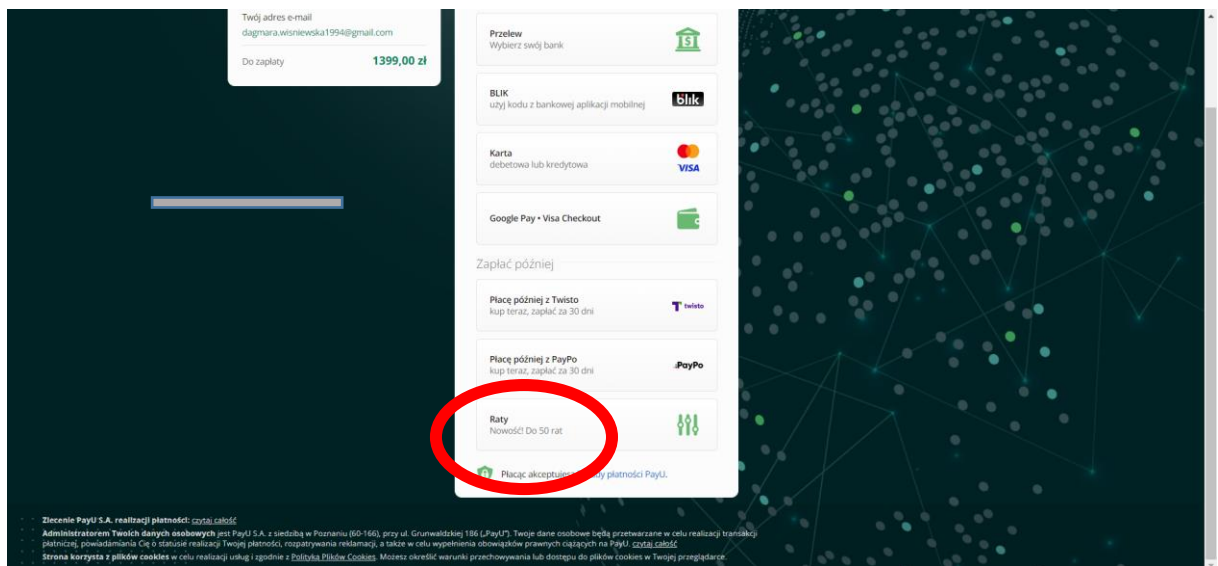 Twój adres e-mail
dagmara.wisniewska1994@gmail.com
Do zapłaty 1399,00 zł
Przelew
Wybierz swój bank
BLIK
użyj kodu z bankowej aplikacji mobilnej
blik
Karta
debetowa lub kredytowa
VISA
Google Pay • Visa Checkout
Zapłać później
Płacę później z Twisto
kup teraz, zapłać za 30 dni
twisto
Płacę później z PayPo
kup teraz, zapłać za 30 dni
PayPo
Raty
Nowość! Do 50 rat
Płacąc akceptujesz płatności PayU.
Zlecenie PayU S.A. realizacji płatności: czytaj całość
Administratorem Twoich danych osobowych jest PayU S.A. z siedzibą w Poznaniu (60-166), przy ul. Grunwaldzkiej 186 („PayU"). Twoje dane osobowe będą przetwarzane w celu realizacji transakcji
płatniczej, powiadamiania Cię o statusie realizacji Twojej płatności, rozpatrywania reklamacji, a także w celu wypełnienia obowiązków prawnych ciążących na PayU. czytaj całość
Strona korzysta z plików cookies w celu realizacji usług i zgodnie z Polityką Plików Cookies. Możesz określić warunki przechowywania lub dostępu do plików cookies w Twojej przeglądarce.